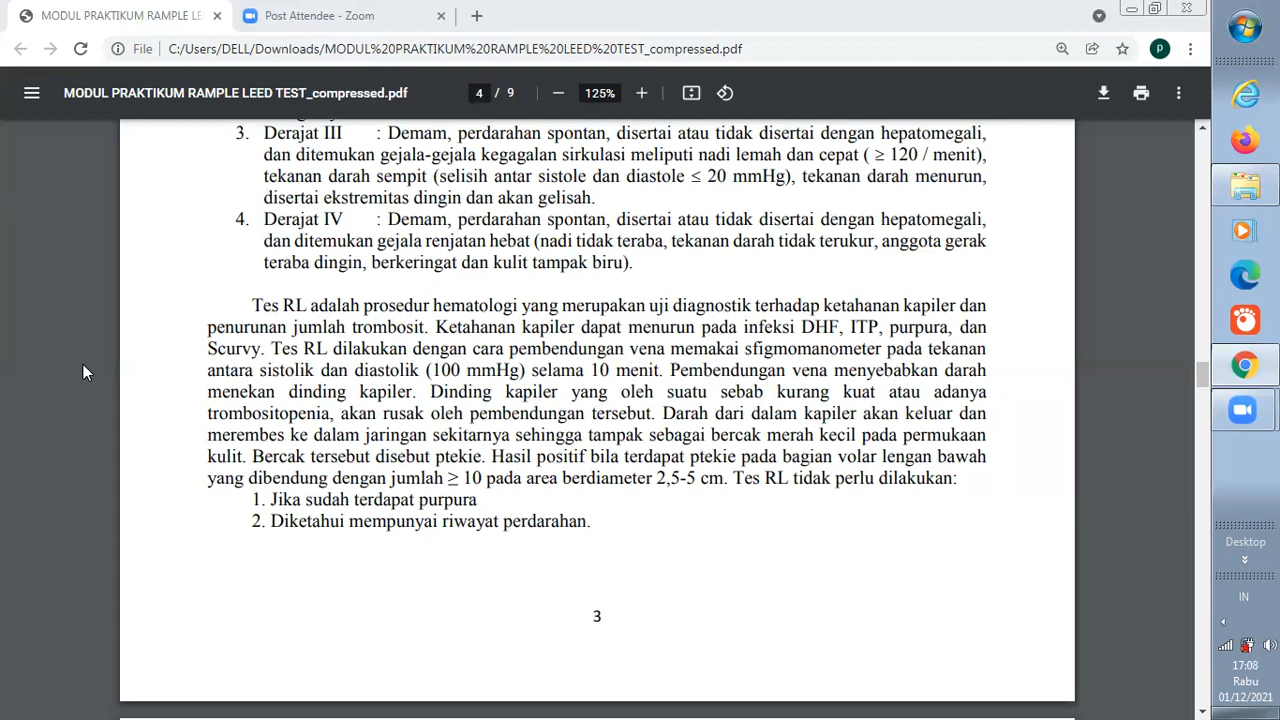 MODUL PRAKTIKUM RAMPLE LE
Post Attendee - Zoom
File
C:/Users/DELL/Downloads/MODUL%20PRAKTIKUM%20RAMPLE%20LEED%20TEST_compressed.pdf
P
MODUL PRAKTIKUM RAMPLE LEED TEST_compressed.pdf
4 / 9
125%
3. Derajat III : Demam, perdarahan spontan, disertai atau tidak disertai dengan hepatomegali,
dan ditemukan gejala-gejala kegagalan sirkulasi meliputi nadi lemah dan cepat ( ≥ 120 / menit),
tekanan darah sempit (selisih antar sistole dan diastole ≤ 20 mmHg), tekanan darah menurun,
disertai ekstremitas dingin dan akan gelisah.
4. Derajat IV : Demam, perdarahan spontan, disertai atau tidak disertai dengan hepatomegali,
dan ditemukan gejala renjatan hebat (nadi tidak teraba, tekanan darah tidak terukur, anggota gerak
teraba dingin, berkeringat dan kulit tampak biru).
Tes RL adalah prosedur hematologi yang merupakan uji diagnostik terhadap ketahanan kapiler dan
penurunan jumlah trombosit. Ketahanan kapiler dapat menurun pada infeksi DHF, ITP, purpura, dan
Scurvy. Tes RL dilakukan dengan cara pembendungan vena memakai sfigmomanometer pada tekanan
antara sistolik dan diastolik (100 mmHg) selama 10 menit. Pembendungan vena menyebabkan darah
menekan dinding kapiler. Dinding kapiler yang oleh suatu sebab kurang kuat atau adanya
trombositopenia, akan rusak oleh pembendungan tersebut. Darah dari dalam kapiler akan keluar dan
merembes ke dalam jaringan sekitarnya sehingga tampak sebagai bercak merah kecil pada permukaan
kulit. Bercak tersebut disebut ptekie. Hasil positif bila terdapat ptekie pada bagian volar lengan bawah
yang dibendung dengan jumlah ≥ 10 pada area berdiameter 2,5-5 cm. Tes RL tidak perlu dilakukan:
1. Jika sudah terdapat purpura
2. Diketahui mempunyai riwayat perdarahan.
3
Desktop
IN
17:08
Rabu
01/12/2021